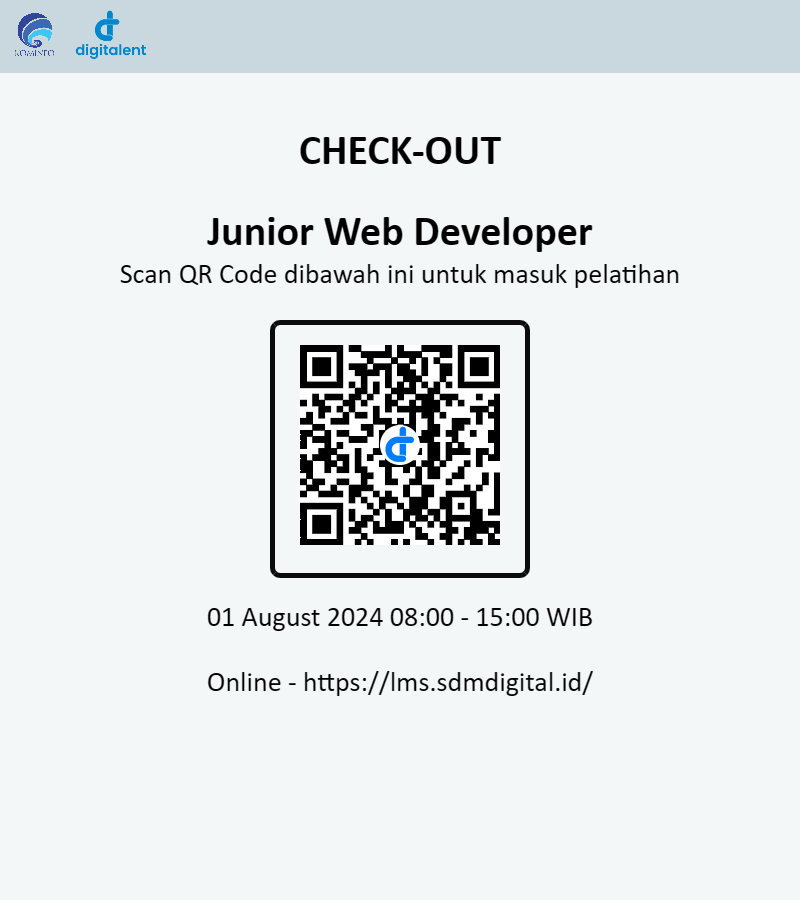 KOMINFO
digitalent
CHECK-OUT
Junior Web Developer
Scan QR Code dibawah ini untuk masuk pelatihan
01 August 2024 08:00 - 15:00 WIB
Online - https://lms.sdmdigital.id/